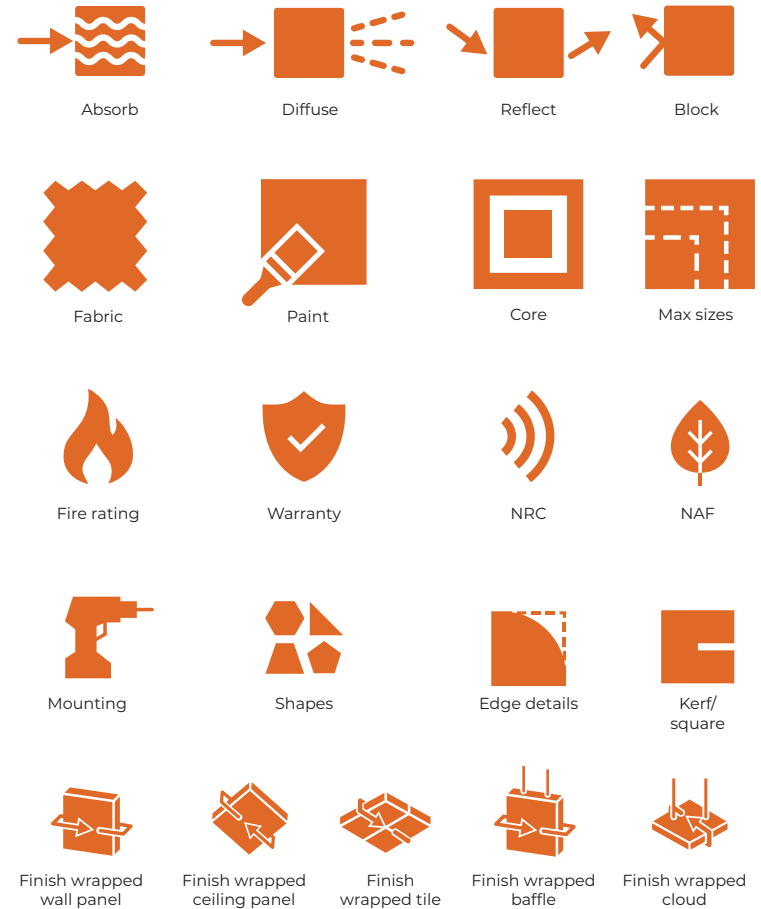 Absorb
Diffuse
Reflect
Block
Fabric
Paint
Core
Max sizes
Fire rating
Warranty
NRC
NAF
Mounting
Shapes
Edge details
Kerf/
square
Finish wrapped
wall panel
Finish wrapped
ceiling panel
Finish
wrapped tile
Finish wrapped
baffle
Finish wrapped
cloud